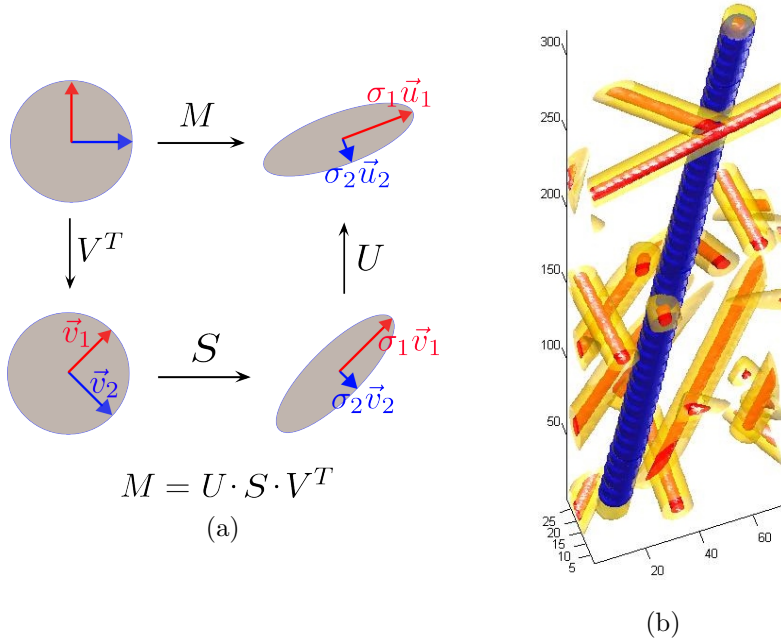 M
σ₁u⃗₁
σ₂u⃗₂
V^T
U
v⃗₁
v⃗₂
S
σ₁v⃗₁
σ₂v⃗₂
M = U · S · V^T
(a)
300
250
200
150
100
50
25
20
15
10
5
20
40
60
(b)